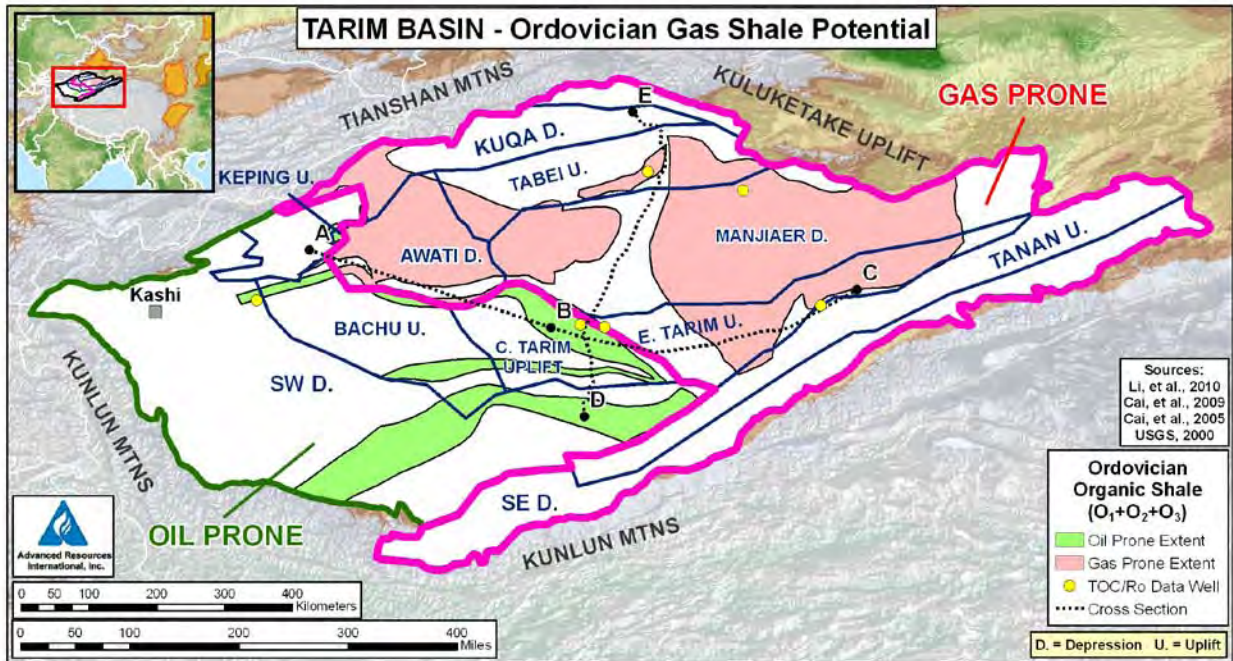 TARIM BASIN - Ordovician Gas Shale Potential
TIANSHAN MTNS
KULUKETAKE UPLIFT
GAS PRONE
E
KUQA D.
TABEI U.
KEPING U.
A
AWATI D.
MANJIAER D.
TANAN U.
C
Kashi
BACHU U.
B
E. TARIM U.
C. TARIM
UPLIFT
SW D.
D
KUNLUN MTNS
OIL PRONE
SE D.
KUNLUN MTNS
Sources:
Li, et al., 2010
Cai, et al., 2009
Cai, et al., 2005
USGS, 2000
Ordovician
Organic Shale
(O₁+O₂+O₃)
Oil Prone Extent
Gas Prone Extent
TOC/Ro Data Well
Cross Section
D. = Depression U. = Uplift
Advanced Resources
International, Inc.
0 50 100 200 300 400
Kilometers
0 50 100 200 300 400
Miles